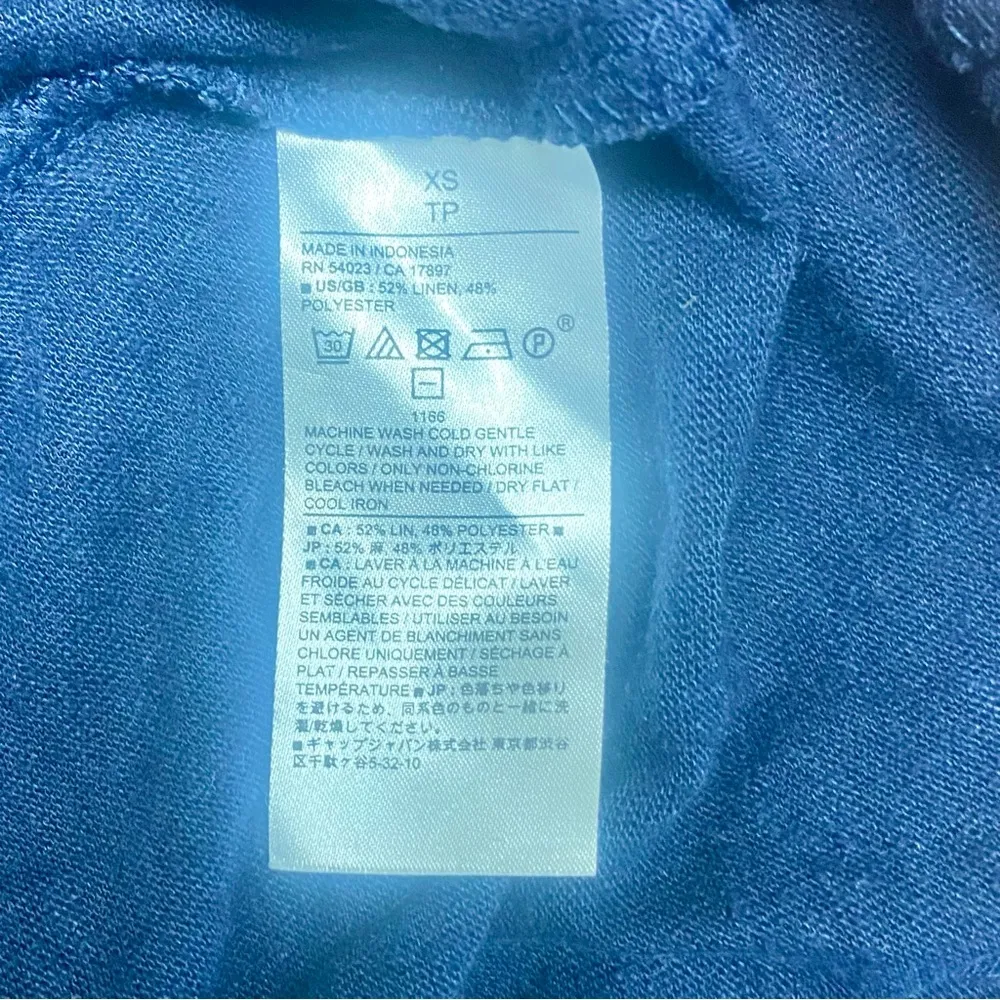 XS
TP
MADE IN INDONESIA
RN 54023 / CA 17897
■ US/GB : 52% LINEN, 48%
POLYESTER
30 P ®
1166
MACHINE WASH COLD GENTLE
CYCLE / WASH AND DRY WITH LIKE
COLORS / ONLY NON-CHLORINE
BLEACH WHEN NEEDED / DRY FLAT /
COOL IRON
■ CA : 52% LIN, 48% POLYESTER ■
JP : 52% 麻, 48% ポリエステル
■ CA : LAVER À LA MACHINE À L'EAU
FROIDE AU CYCLE DÉLICAT / LAVER
ET SÉCHER AVEC DES COULEURS
SEMBLABLES / UTILISER AU BESOIN
UN AGENT DE BLANCHIMENT SANS
CHLORE UNIQUEMENT / SÉCHAGE À
PLAT / REPASSER À BASSE
TEMPÉRATURE ■ JP : 色落ちや色移り
を避けるため、同系色のものと一緒に洗
濯/乾燥してください。
■ ギャップジャパン株式会社 東京都渋谷
区千駄ヶ谷5-32-10